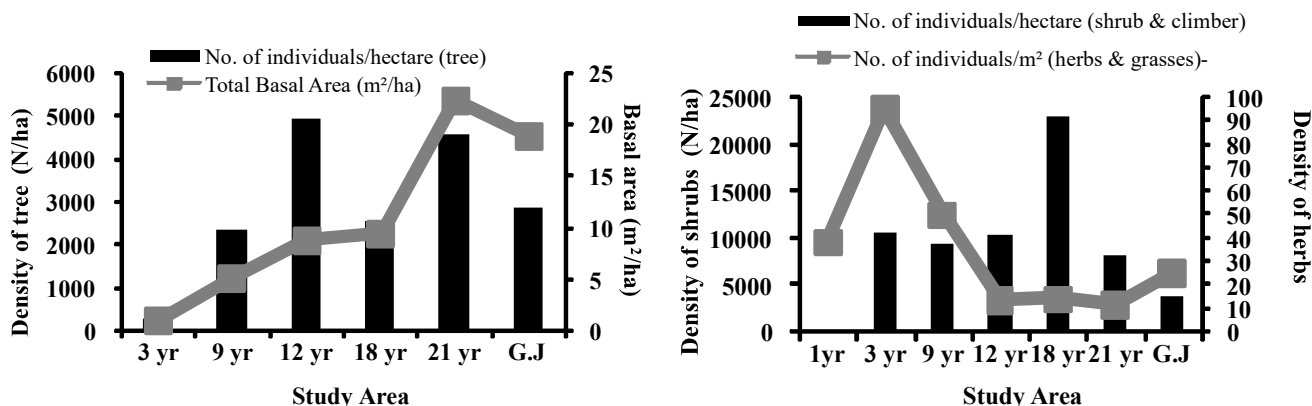 No. of individuals/hectare (tree)
Total Basal Area (m²/ha)
Density of tree (N/ha)
6000
5000
4000
3000
2000
1000
0
25
20
15
10
5
0
Basal area (m²/ha)
3 yr 9 yr 12 yr 18 yr 21 yr G.J
Study Area
No. of individuals/hectare (shrub & climber)
No. of individuals/m² (herbs & grasses)-
Density of shrubs (N/ha)
25000
20000
15000
10000
5000
0
100
90
80
70
60
50
40
30
20
10
0
Density of herbs
1yr 3 yr 9 yr 12 yr 18 yr 21 yr G.J
Study Area